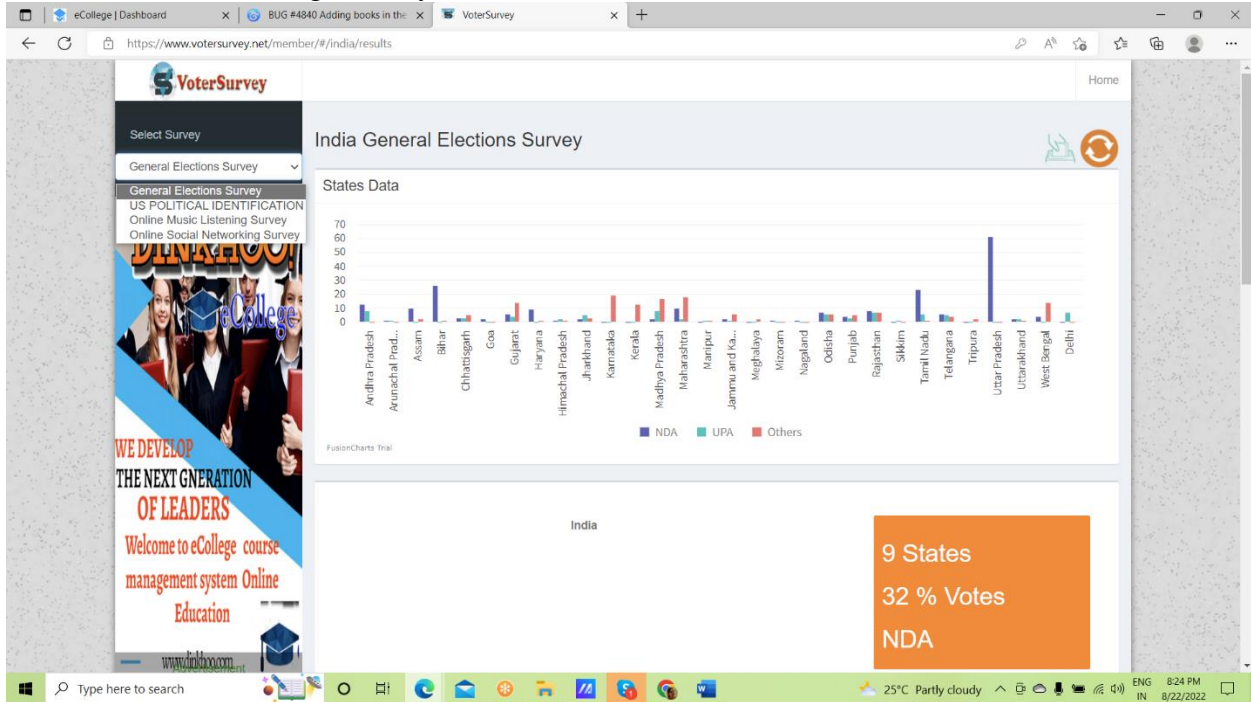 eCollege | Dashboard
BUG #4840 Adding books in the
VoterSurvey
https://www.votersurvey.net/member/#/india/results
VoterSurvey
Home
Select Survey
General Elections Survey
General Elections Survey
US POLITICAL IDENTIFICATION
Online Music Listening Survey
Online Social Networking Survey
India General Elections Survey
States Data
70
60
50
40
30
20
10
0
Andhra Pradesh
Arunachal Prad...
Assam
Bihar
Chhattisgarh
Goa
Gujarat
Haryana
Himachal Pradesh
Jharkhand
Karnataka
Kerala
Madhya Pradesh
Maharashtra
Manipur
Jammu and Ka...
Meghalaya
Mizoram
Nagaland
Odisha
Punjab
Rajasthan
Sikkim
Tamil Nadu
Telangana
Tripura
Uttar Pradesh
Uttarakhand
West Bengal
Delhi
NDA UPA Others
FusionCharts Trial
DINKHOO!
eCollege
WE DEVELOP
THE NEXT GNERATION
OF LEADERS
Welcome to eCollege course
management system Online
Education
www.dinkhoo.com
Advertisement
India
9 States
32 % Votes
NDA
Type here to search
25°C Partly cloudy
ENG
IN
8:24 PM
8/22/2022